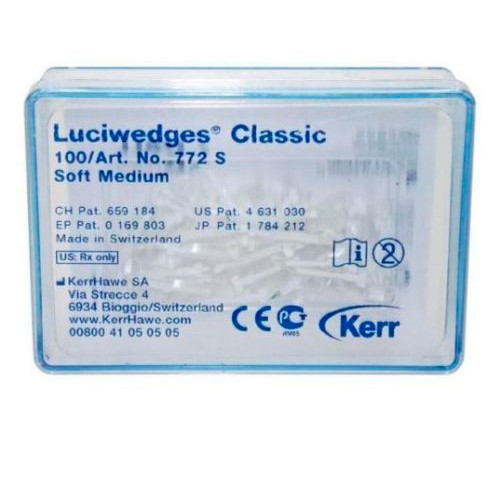 Luciwedges® Classic
100/Art. No. 772 S
Soft Medium
CH Pat. 659 184 US Pat. 4 631 030
EP Pat. 0 169 803 JP Pat. 1 784 212
Made in Switzerland
US: Rx only
KerrHawe SA
Via Strecce 4
6934 Bioggio/Switzerland
www.KerrHawe.com
00800 41 05 05 05
CE
Kerr
2